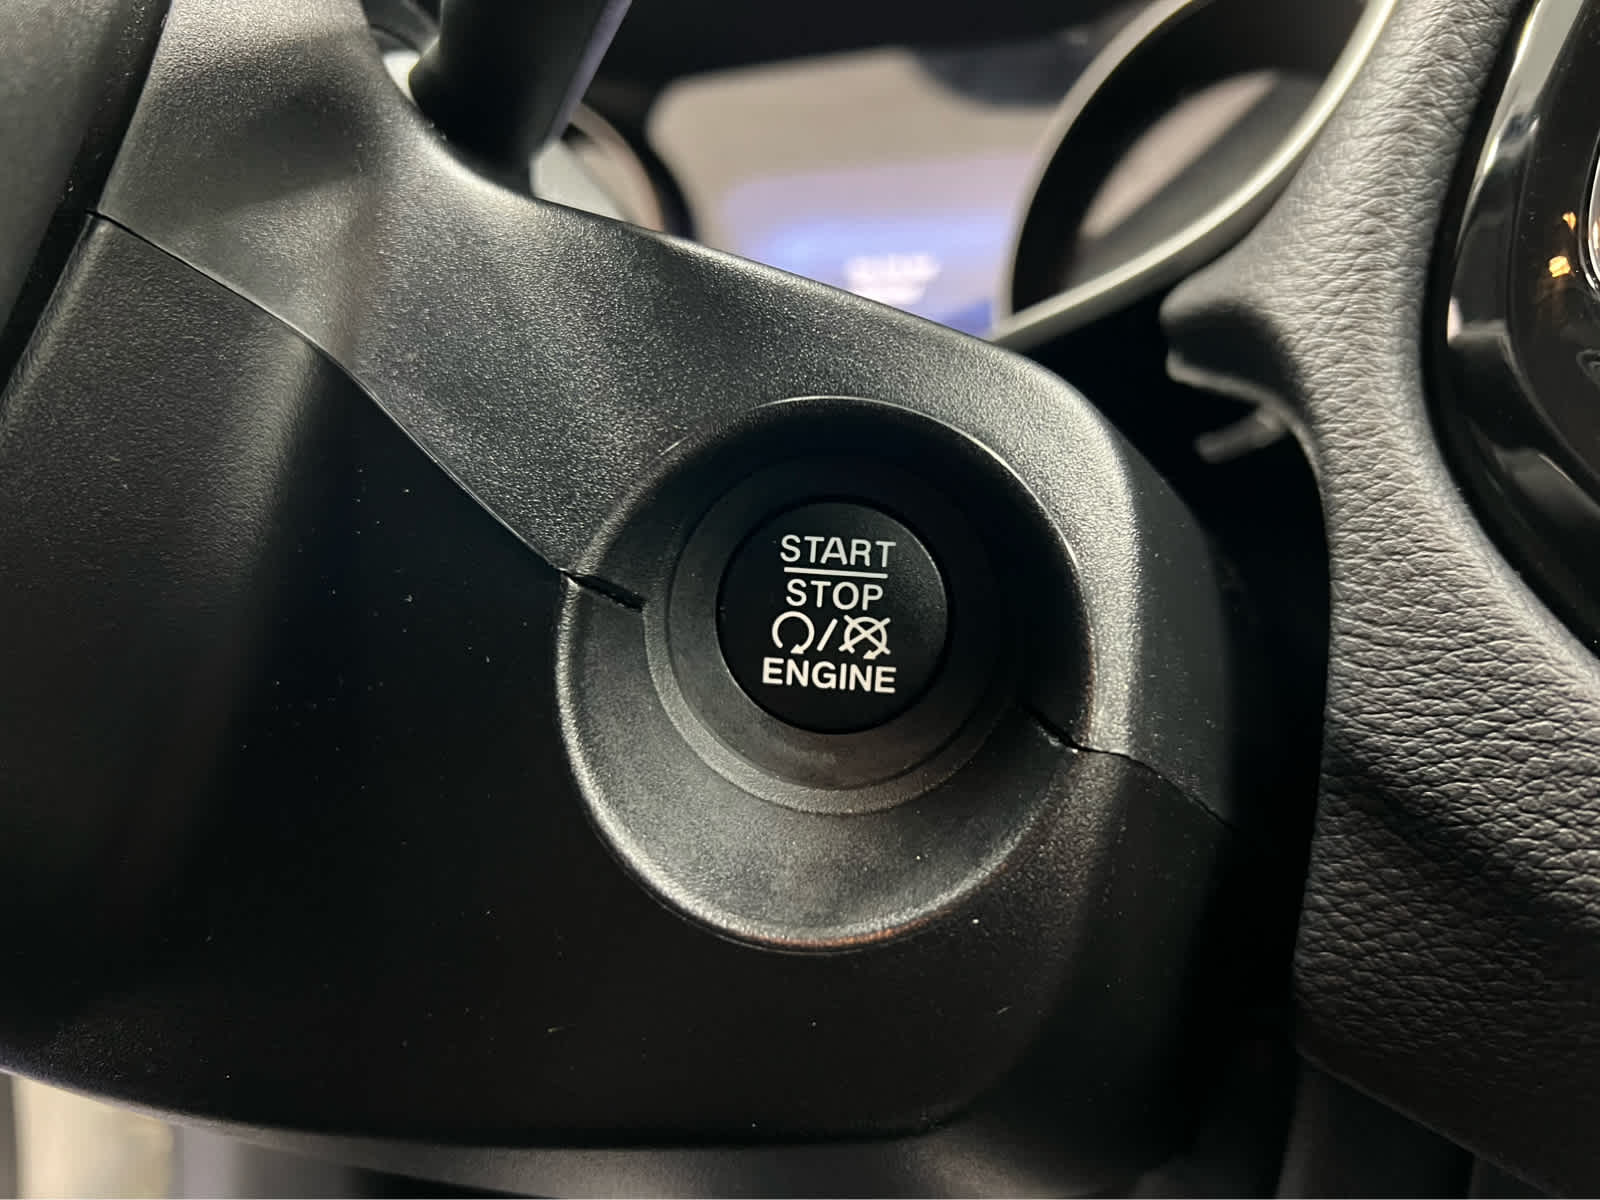 START
STOP
/
ENGINE